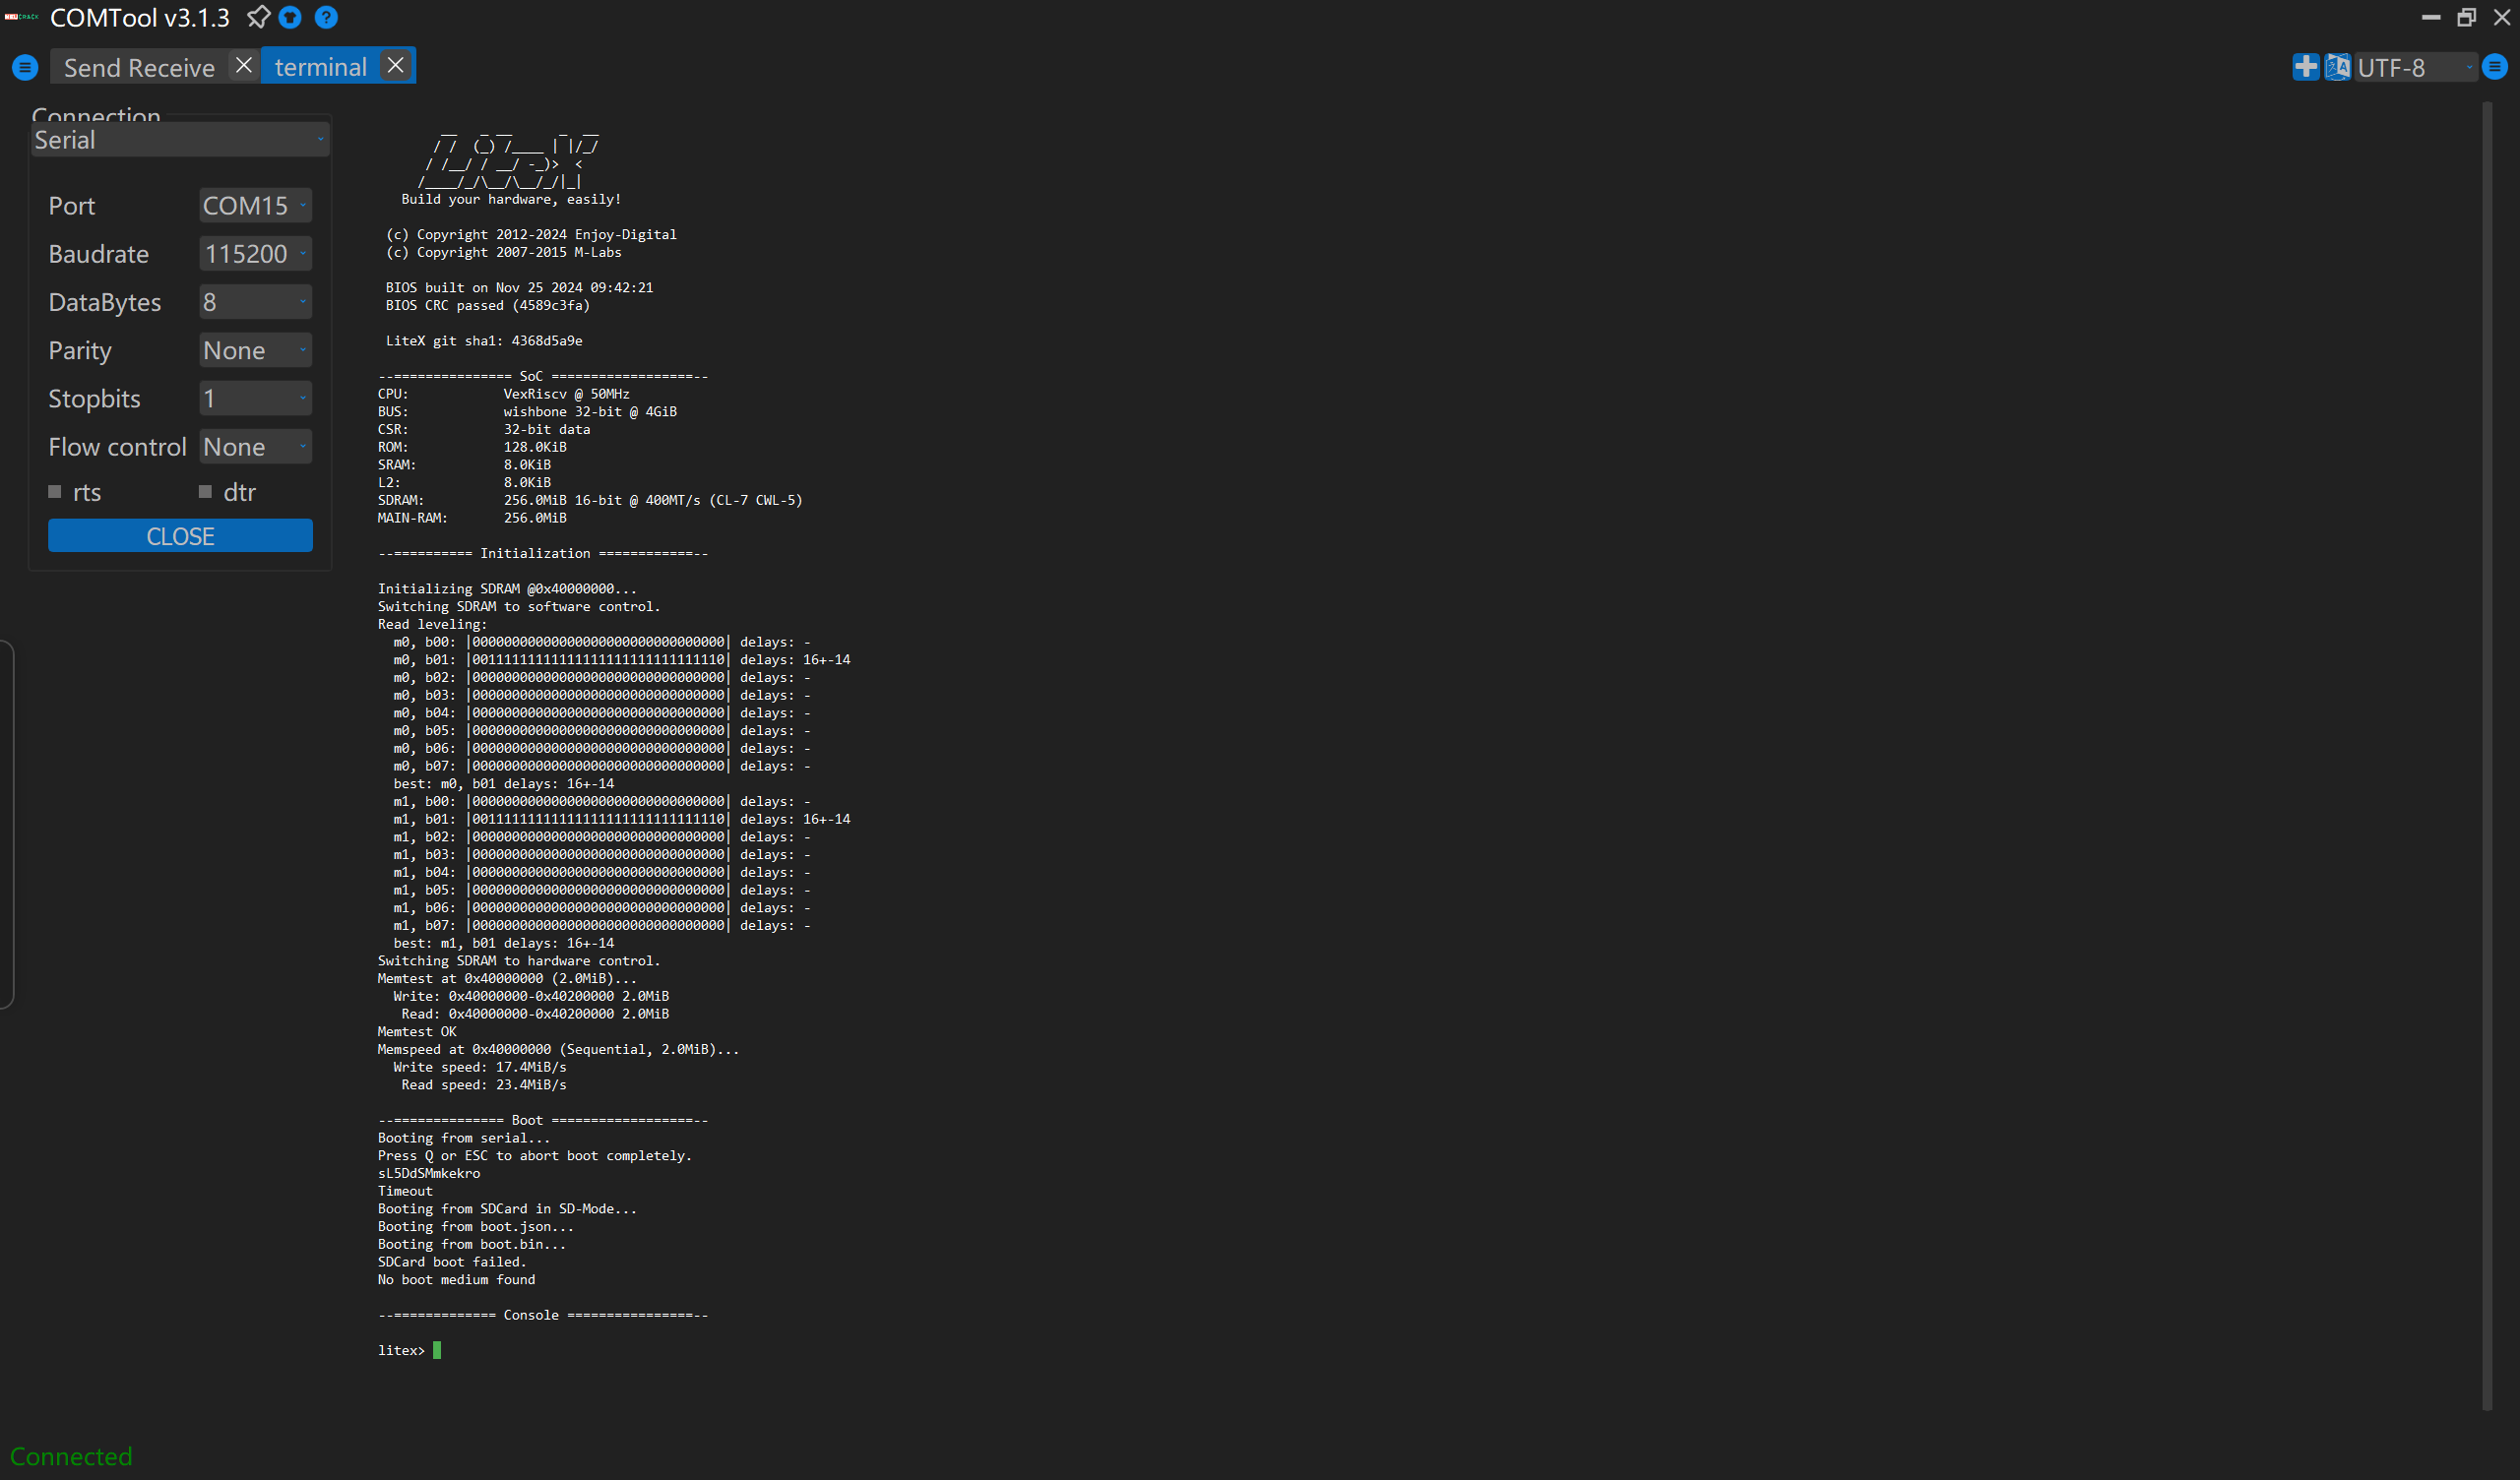 COMTool v3.1.3
Send Receive
terminal
UTF-8
Connection
Serial
Port COM15
Baudrate 115200
DataBytes 8
Parity None
Stopbits 1
Flow control None
rts dtr
CLOSE
Build your hardware, easily!
(c) Copyright 2012-2024 Enjoy-Digital
(c) Copyright 2007-2015 M-Labs
BIOS built on Nov 25 2024 09:42:21
BIOS CRC passed (4589c3fa)
LiteX git sha1: 4368d5a9e
--=============== SoC ==================--
CPU: VexRiscv @ 50MHz
BUS: wishbone 32-bit @ 4GiB
CSR: 32-bit data
ROM: 128.0KiB
SRAM: 8.0KiB
L2: 8.0KiB
SDRAM: 256.0MiB 16-bit @ 400MT/s (CL-7 CWL-5)
MAIN-RAM: 256.0MiB
--========== Initialization ============--
Initializing SDRAM @0x40000000...
Switching SDRAM to software control.
Read leveling:
m0, b00: |00000000000000000000000000000000| delays: -
m0, b01: |00111111111111111111111111111110| delays: 16+-14
m0, b02: |00000000000000000000000000000000| delays: -
m0, b03: |00000000000000000000000000000000| delays: -
m0, b04: |00000000000000000000000000000000| delays: -
m0, b05: |00000000000000000000000000000000| delays: -
m0, b06: |00000000000000000000000000000000| delays: -
m0, b07: |00000000000000000000000000000000| delays: -
best: m0, b01 delays: 16+-14
m1, b00: |00000000000000000000000000000000| delays: -
m1, b01: |00111111111111111111111111111110| delays: 16+-14
m1, b02: |00000000000000000000000000000000| delays: -
m1, b03: |00000000000000000000000000000000| delays: -
m1, b04: |00000000000000000000000000000000| delays: -
m1, b05: |00000000000000000000000000000000| delays: -
m1, b06: |00000000000000000000000000000000| delays: -
m1, b07: |00000000000000000000000000000000| delays: -
best: m1, b01 delays: 16+-14
Switching SDRAM to hardware control.
Memtest at 0x40000000 (2.0MiB)...
Write: 0x40000000-0x40200000 2.0MiB
Read: 0x40000000-0x40200000 2.0MiB
Memtest OK
Memspeed at 0x40000000 (Sequential, 2.0MiB)...
Write speed: 17.4MiB/s
Read speed: 23.4MiB/s
--============== Boot ==================--
Booting from serial...
Press Q or ESC to abort boot completely.
sL5DdSMmkekro
Timeout
Booting from SDCard in SD-Mode...
Booting from boot.json...
Booting from boot.bin...
SDCard boot failed.
No boot medium found
--============= Console ================--
litex>
Connected